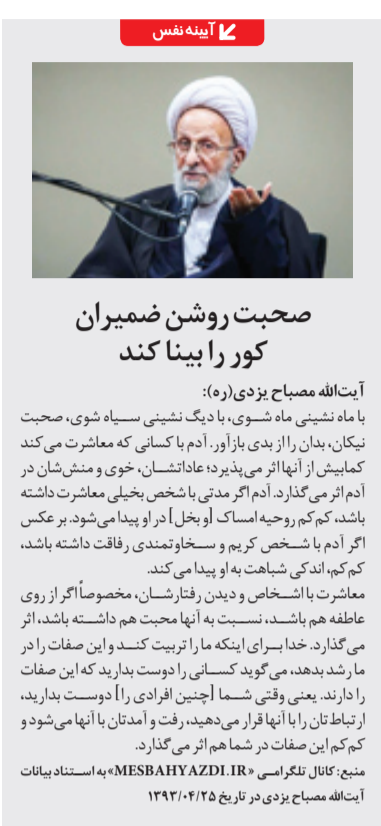 آیینه نفس
صحبت روشن ضمیران
کور را بینا کند
آیت‌الله مصباح یزدی(ره):
با ماه نشینی ماه شوی، با دیگ نشینی سیاه شوی، صحبت
نیکان، بدان را از بدی بازآور. آدم با کسانی که معاشرت می‌کند
کمابیش از آنها اثر می‌پذیرد؛ عاداتشان، خوی و منش‌شان در
آدم اثر می‌گذارد. آدم اگر مدتی با شخص بخیلی معاشرت داشته
باشد، کم‌کم روحیه امساک [و بخل] در او پیدا می‌شود. بر عکس
اگر آدم با شخص کریم و سخاوتمندی رفاقت داشته باشد،
کم‌کم، اندکی شباهت به او پیدا می‌کند.
معاشرت با اشخاص و دیدن رفتارشان، مخصوصاً اگر از روی
عاطفه هم باشد، نسبت به آنها محبت هم داشته باشد، اثر
می‌گذارد. خدا برای اینکه ما را تربیت کند و این صفات را در
ما رشد بدهد، می‌گوید کسانی را دوست بدارید که این صفات
را دارند. یعنی وقتی شما [چنین افرادی را] دوست بدارید،
ارتباط‌تان را با آنها قرار می‌دهید، رفت و آمدتان با آنها می‌شود و
کم‌کم این صفات در شما هم اثر می‌گذارد.
منبع: کانال تلگرامی «MESBAHYAZDI.IR» به استناد بیانات
آیت‌الله مصباح یزدی در تاریخ ۱۳۹۳/۰۴/۲۵